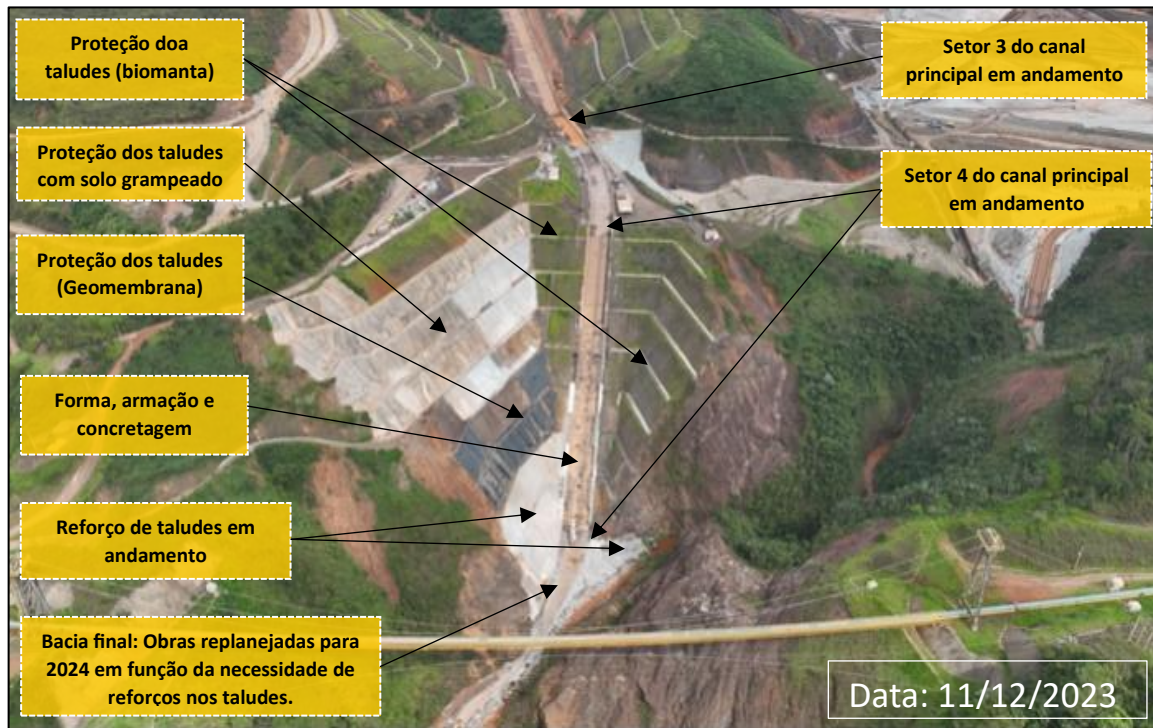 Proteção doa
taludes (biomanta)
Proteção dos taludes
com solo grampeado
Proteção dos taludes
(Geomembrana)
Forma, armação e
concretagem
Reforço de taludes em
andamento
Bacia final: Obras replanejadas para
2024 em função da necessidade de
reforços nos taludes.
Setor 3 do canal
principal em andamento
Setor 4 do canal principal
em andamento
Data: 11/12/2023